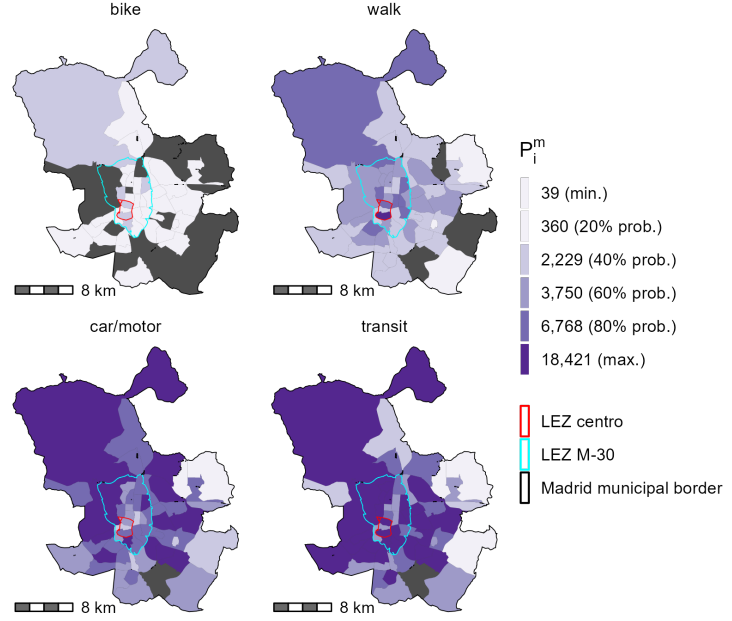 bike
walk
8 km
8 km
car/motor
transit
8 km
8 km
P_i^m
39 (min.)
360 (20% prob.)
2,229 (40% prob.)
3,750 (60% prob.)
6,768 (80% prob.)
18,421 (max.)
LEZ centro
LEZ M-30
Madrid municipal border